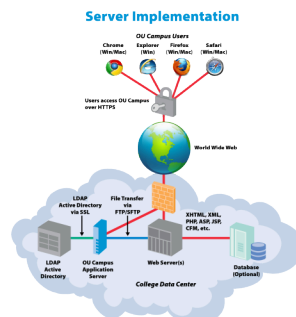 Server Implementation
OU Campus Users
Chrome
(Win/Mac)
Explorer
(Win)
Firefox
(Win/Mac)
Safari
(Win/Mac)
Users access OU Campus
over HTTPS
World Wide Web
LDAP
Active Directory
via SSL
File Transfer
via
FTP/SFTP
XHTML, XML,
PHP, ASP, JSP,
CFM, etc.
LDAP
Active
Directory
OU Campus
Application
Server
Web Server(s)
Database
(Optional)
College Data Center